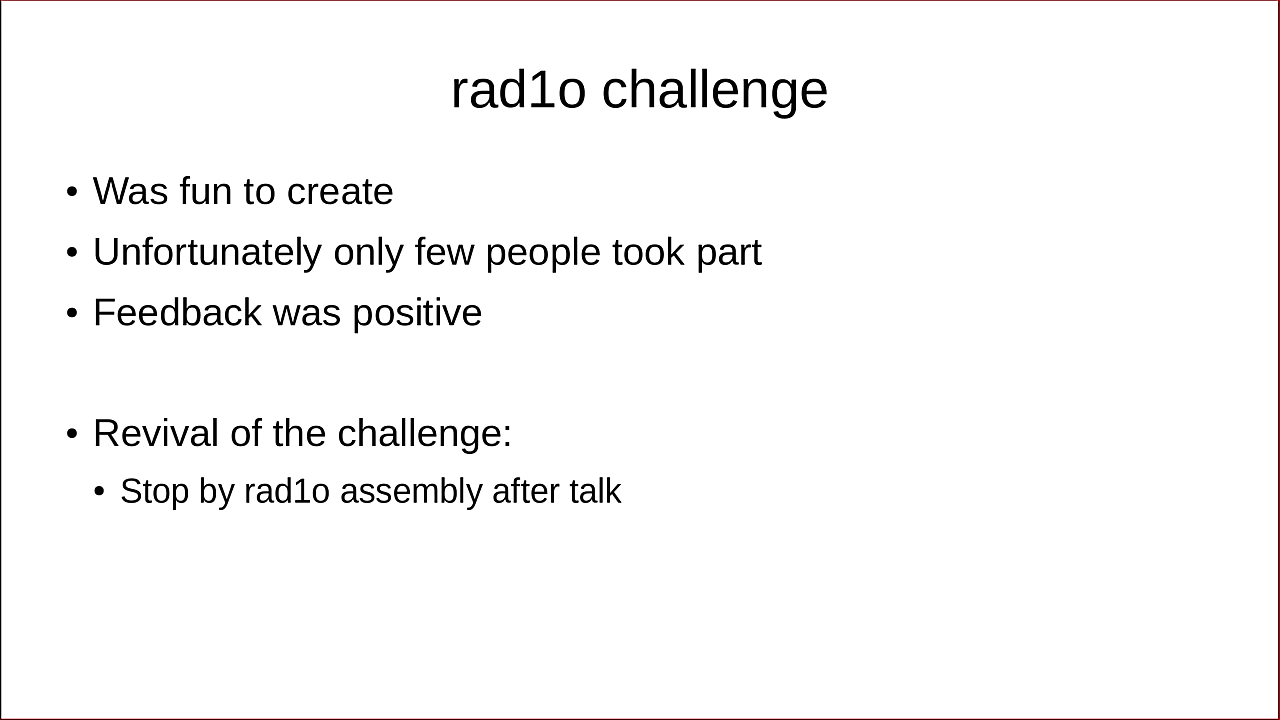 rad1o challenge
• Was fun to create
• Unfortunately only few people took part
• Feedback was positive
• Revival of the challenge:
• Stop by rad1o assembly after talk